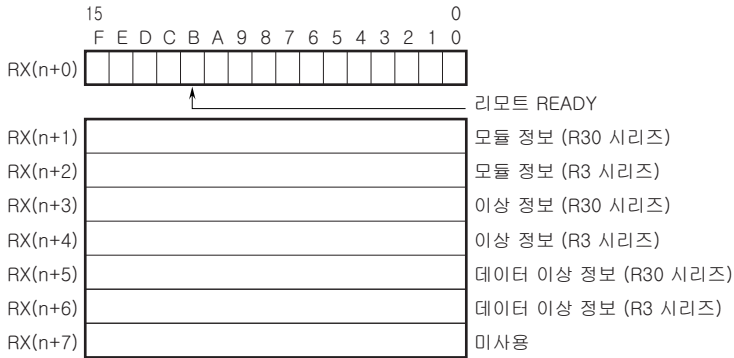 15 0
F E D C B A 9 8 7 6 5 4 3 2 1 0
RX(n+0)
리모트 READY
RX(n+1) 모듈 정보 (R30 시리즈)
RX(n+2) 모듈 정보 (R3 시리즈)
RX(n+3) 이상 정보 (R30 시리즈)
RX(n+4) 이상 정보 (R3 시리즈)
RX(n+5) 데이터 이상 정보 (R30 시리즈)
RX(n+6) 데이터 이상 정보 (R3 시리즈)
RX(n+7) 미사용